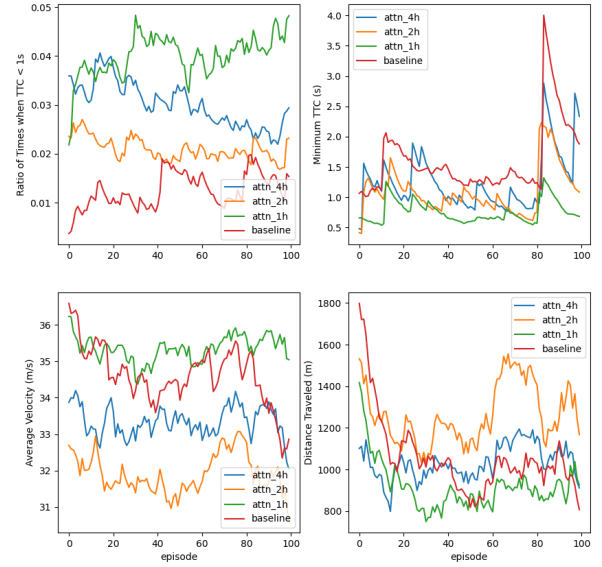 Ratio of Times when TTC < 1s
0.05
0.04
0.03
0.02
0.01
0
20
40
60
80
100
attn_4h
attn_2h
attn_1h
baseline
Minimum TTC (s)
4.0
3.5
3.0
2.5
2.0
1.5
1.0
0.5
0
20
40
60
80
100
attn_4h
attn_2h
attn_1h
baseline
Average Velocity (m/s)
36
35
34
33
32
31
0
20
40
60
80
100
episode
attn_4h
attn_2h
attn_1h
baseline
Distance Traveled (m)
1800
1600
1400
1200
1000
800
0
20
40
60
80
100
episode
attn_4h
attn_2h
attn_1h
baseline